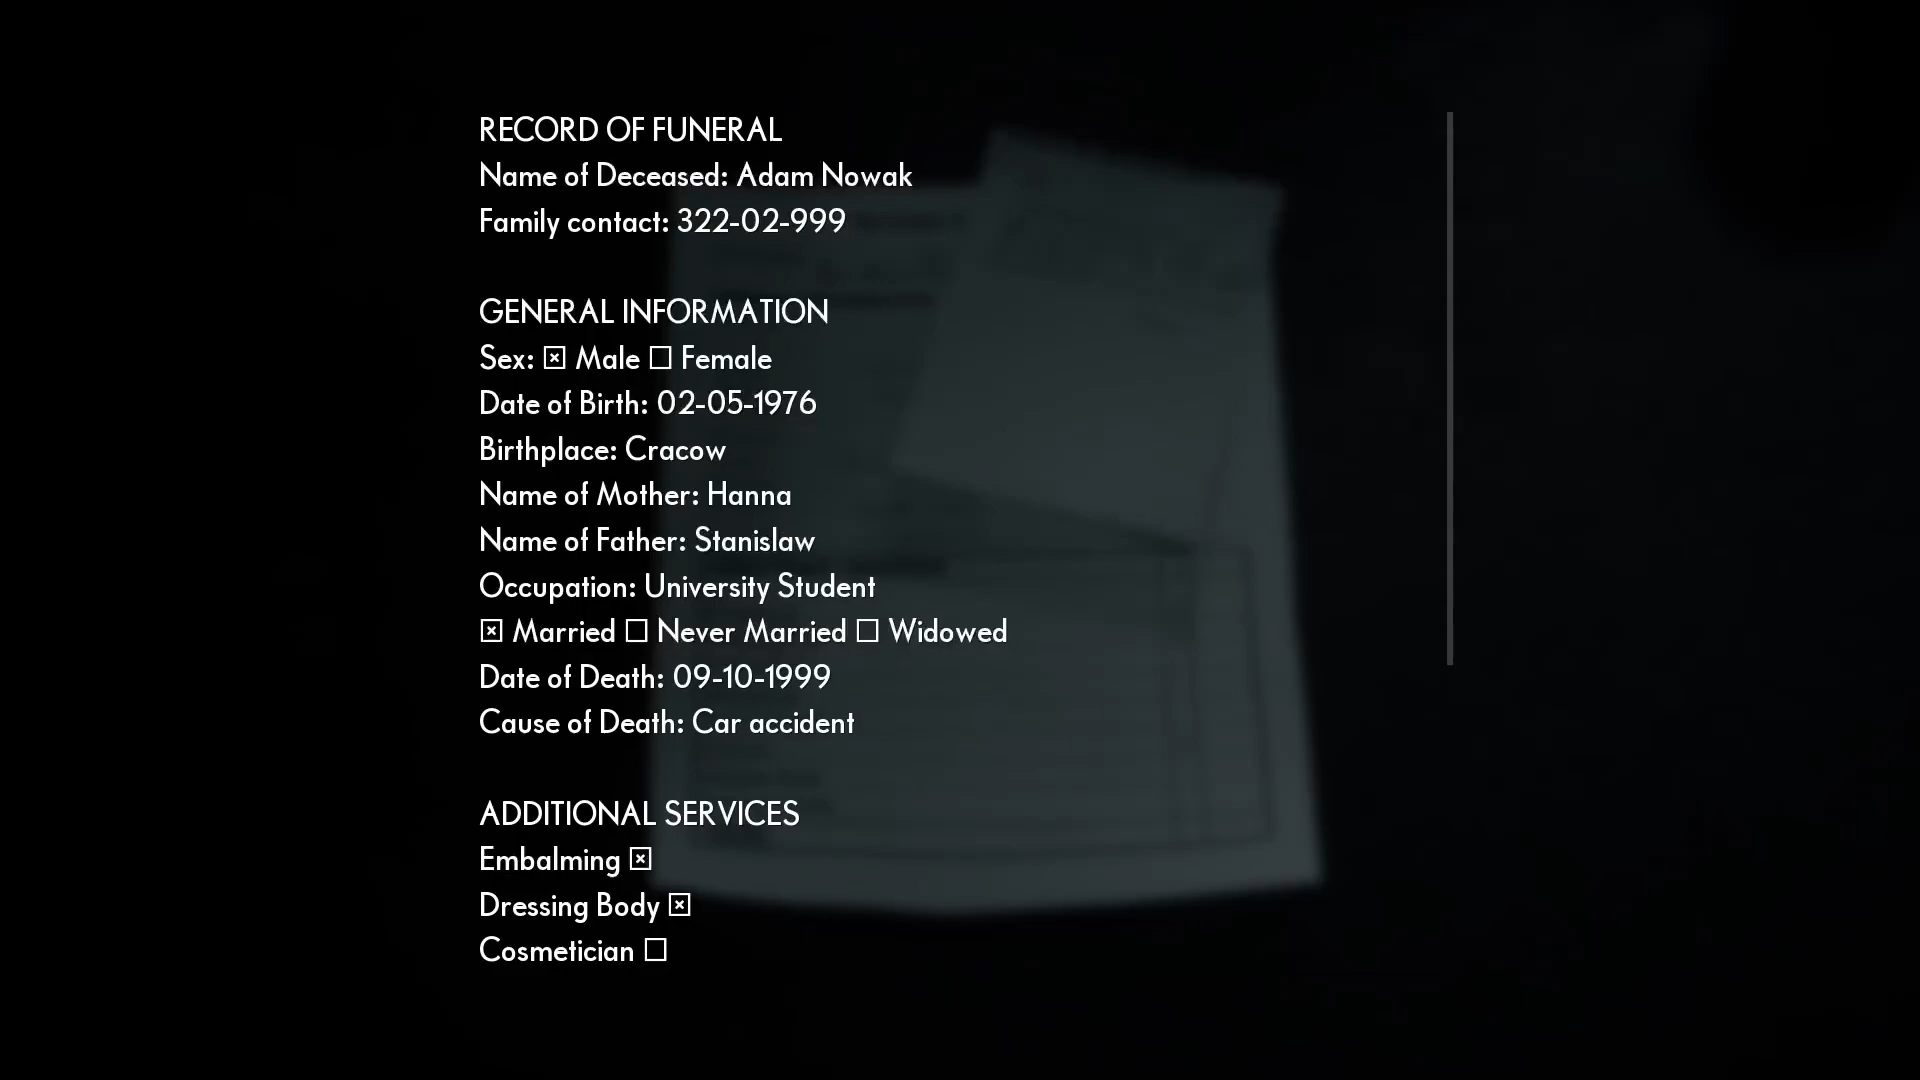 RECORD OF FUNERAL
Name of Deceased: Adam Nowak
Family contact: 322-02-999
GENERAL INFORMATION
Sex: ☒ Male ☐ Female
Date of Birth: 02-05-1976
Birthplace: Cracow
Name of Mother: Hanna
Name of Father: Stanislaw
Occupation: University Student
☒ Married ☐ Never Married ☐ Widowed
Date of Death: 09-10-1999
Cause of Death: Car accident
ADDITIONAL SERVICES
Embalming ☒
Dressing Body ☒
Cosmetician ☐